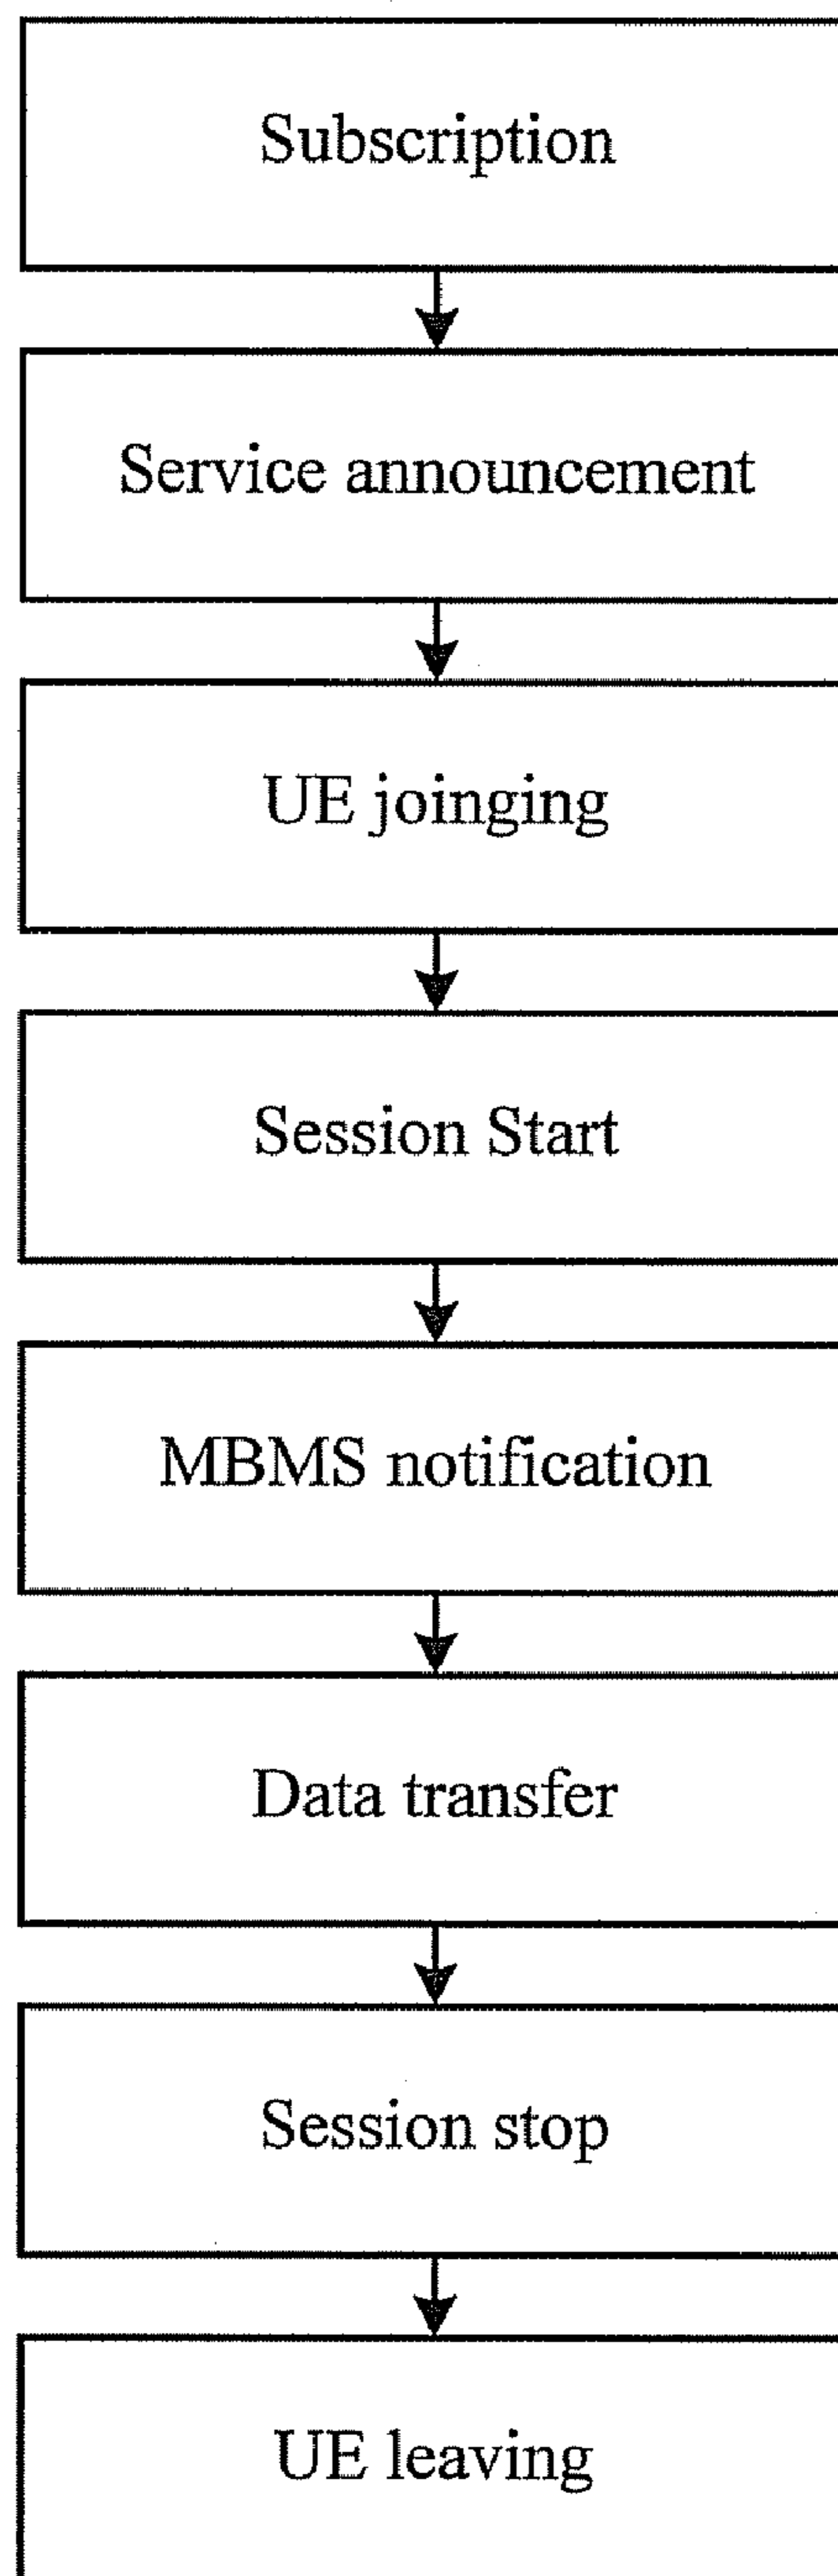 Subscription
Service announcement
UE joinging
Session Start
MBMS notification
Data transfer
Session stop
UE leaving